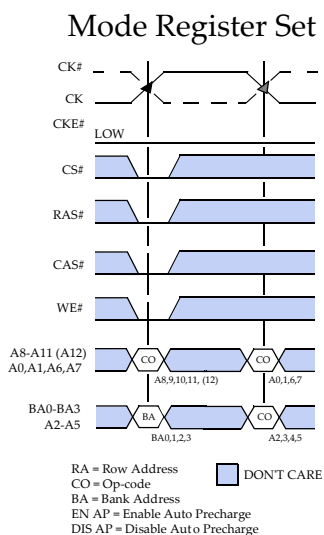 Mode Register Set
CK#
CK
CKE#
LOW
CS#
RAS#
CAS#
WE#
A8-A11 (A12)
A0,A1,A6,A7
CO
CO
A8,9,10,11, (12)
A0,1,6,7
BA0-BA3
A2-A5
BA
CO
BA0,1,2,3
A2,3,4,5
RA = Row Address
CO = Op-code
BA = Bank Address
EN AP = Enable Auto Precharge
DIS AP = Disable Auto Precharge
DON'T CARE